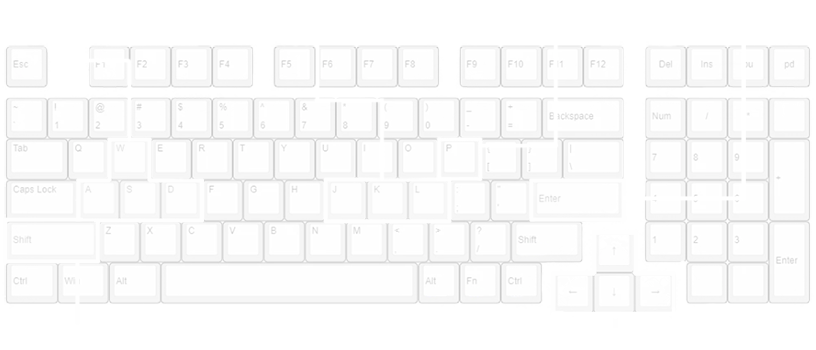 Esc F1 F2 F3 F4 F5 F6 F7 F8 F9 F10 F11 F12 Del Ins pd
~ ! @ # $ % ^ & * ( ) _ +
1 2 3 4 5 6 7 8 9 0 - = Backspace Num / *
Tab Q W E R T Y U I O P [ ] \ |
7 8 9
Caps Lock A S D F G H J K L Enter
Shift Z X C V B N M < > ? / Shift ↑ 1 2 3
Ctrl Alt Alt Fn Ctrl ← ↓ → Enter